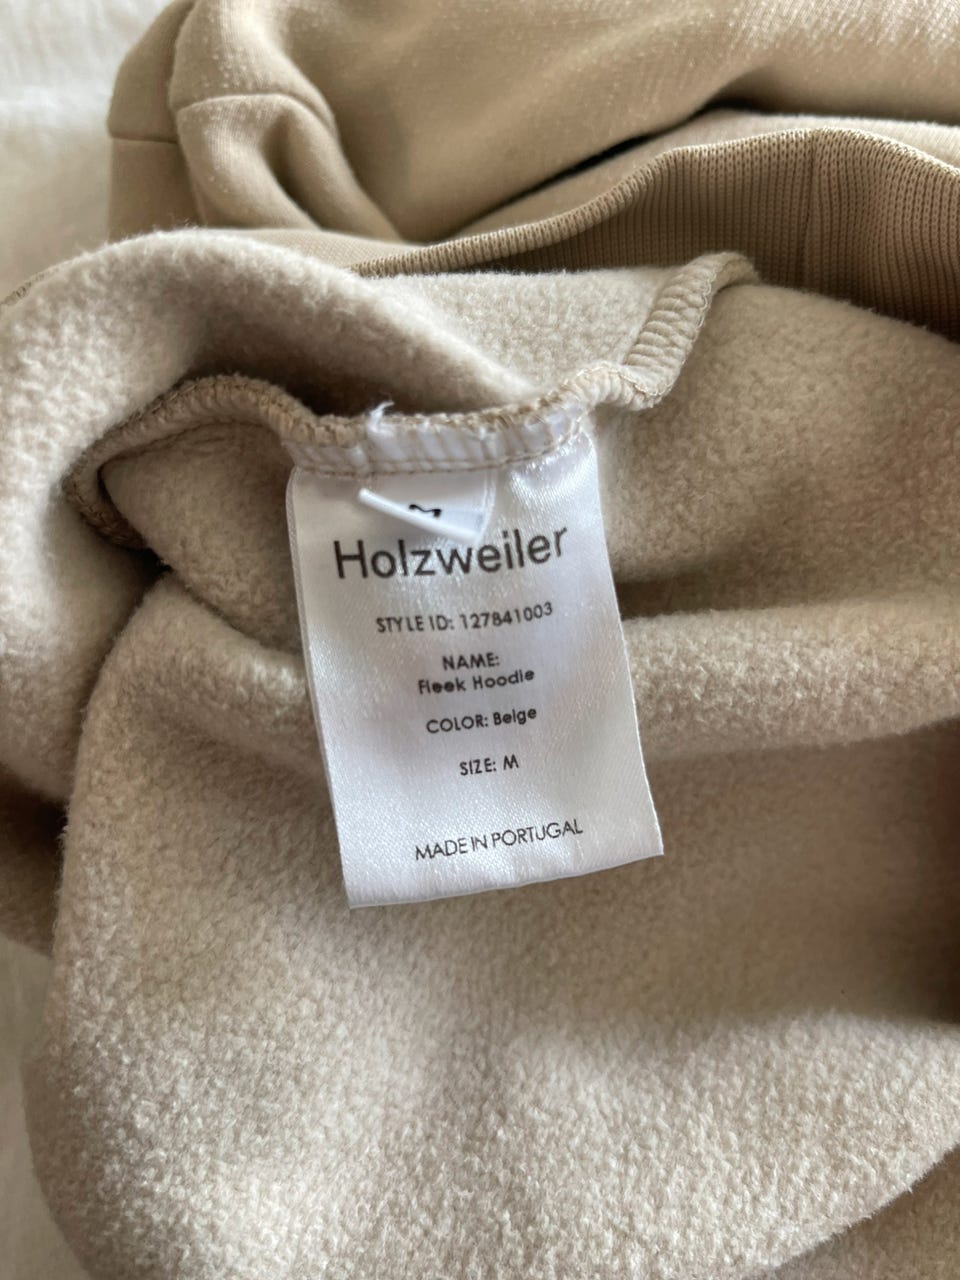 Holzweiler
STYLE ID: 127841003
NAME:
Fleek Hoodie
COLOR: Beige
SIZE: M
MADE IN PORTUGAL